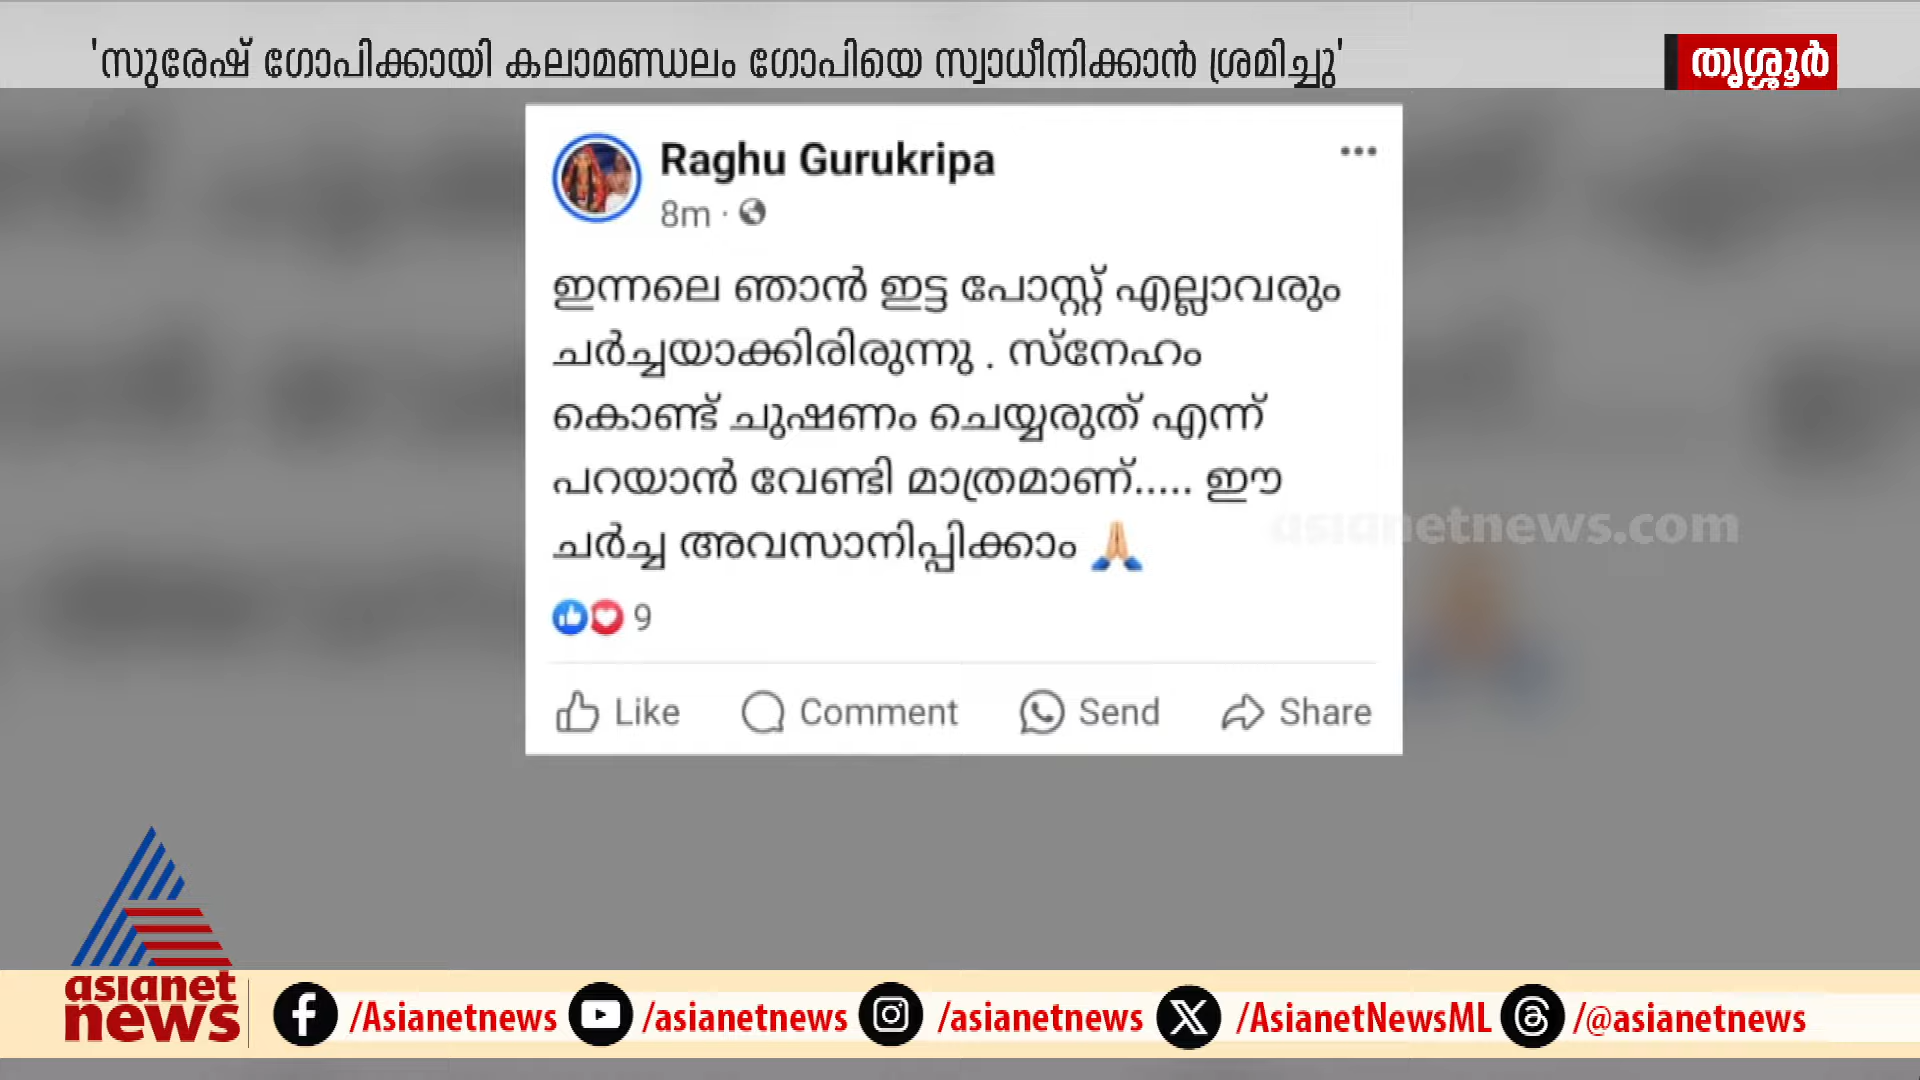 'സുരേഷ് ഗോപിക്കായി കലാമണ്ഡലം ഗോപിയെ സ്വാധീനിക്കാൻ ശ്രമിച്ചു'
തൃശ്ശൂർ
Raghu Gurukripa
8m ·
ഇന്നലെ ഞാൻ ഇട്ട പോസ്റ്റ് എല്ലാവരും
ചർച്ചയാക്കിരിരുന്നു . സ്നേഹം
കൊണ്ട് ചുഷണം ചെയ്യരുത് എന്ന്
പറയാൻ വേണ്ടി മാത്രമാണ്..... ഈ
ചർച്ച അവസാനിപ്പിക്കാം 🙏
9
Like Comment Send Share
asianetnews.com
asianet
news
/Asianetnews /asianetnews /asianetnews /AsianetNewsML /@asianetnews